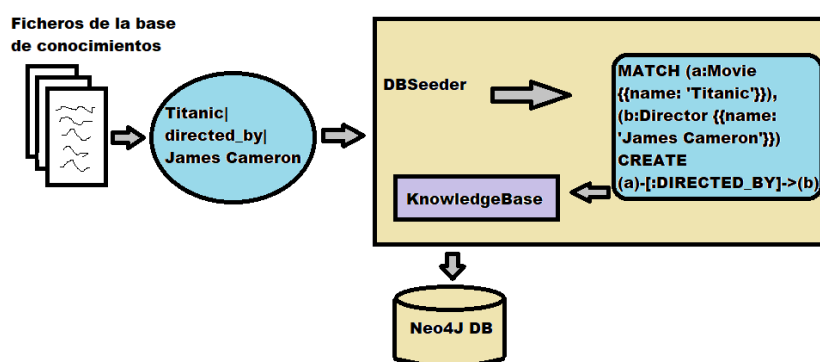 Ficheros de la base
de conocimientos
Titanic|
directed_by|
James Cameron
DBSeeder
MATCH (a:Movie
{{name: 'Titanic'}}),
(b:Director {{name:
'James Cameron'}})
CREATE
(a)-[:DIRECTED_BY]->(b)
KnowledgeBase
Neo4J DB